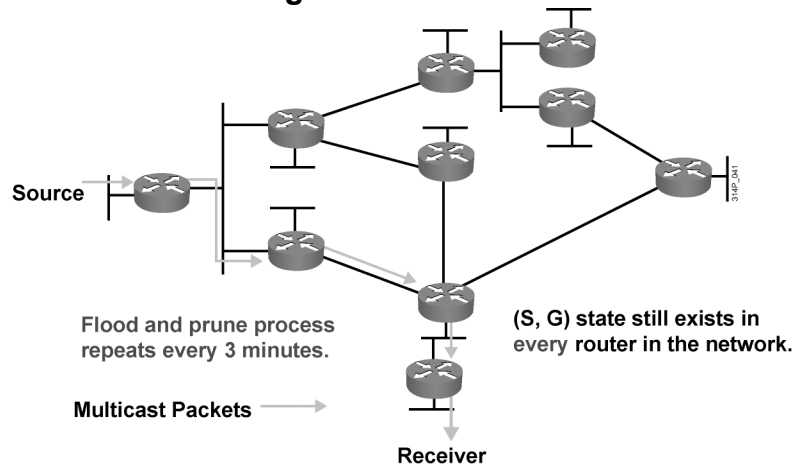 Source
314P_041
Flood and prune process
repeats every 3 minutes.
(S, G) state still exists in
every router in the network.
Multicast Packets
Receiver